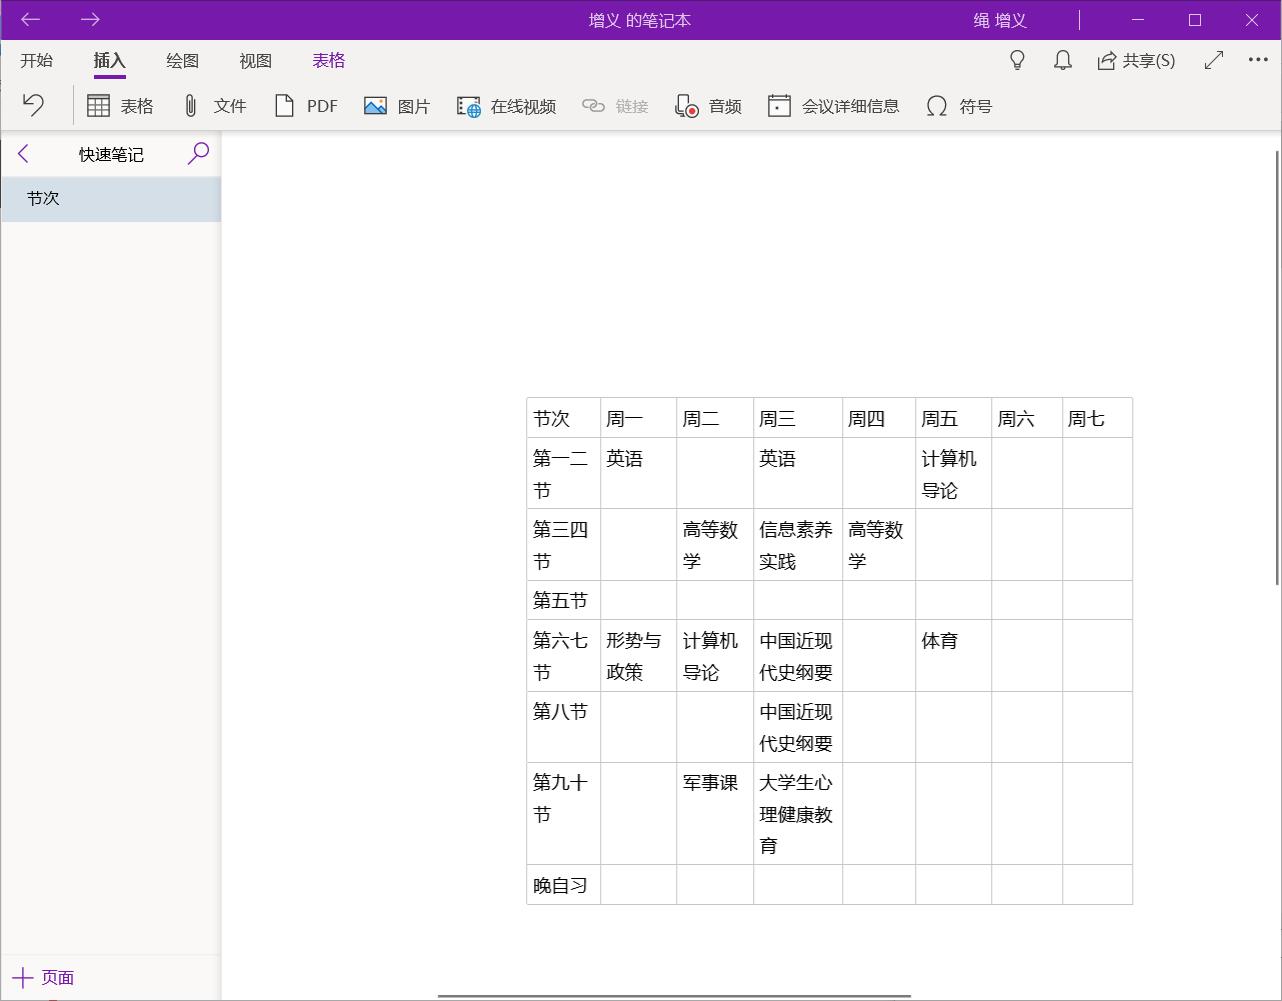 增义 的笔记本
绳 增义
开始 插入 绘图 视图 表格 共享(S)
表格 文件 PDF 图片 在线视频 链接 音频 会议详细信息 符号
快速笔记
节次
节次 周一 周二 周三 周四 周五 周六 周七
第一二 英语 英语 计算机
节 导论
第三四 高等数 信息素养 高等数
节 学 实践 学
第五节
第六七 形势与 计算机 中国近现 体育
节 政策 导论 代史纲要
第八节 中国近现
代史纲要
第九十 军事课 大学生心
节 理健康教
育
晚自习
页面